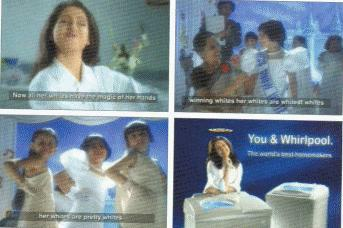 Now all her whites have the magic of her hands
winning whites her whites are whitest whites
her whites are pretty whites
You & Whirlpool.
The world's best homemakers